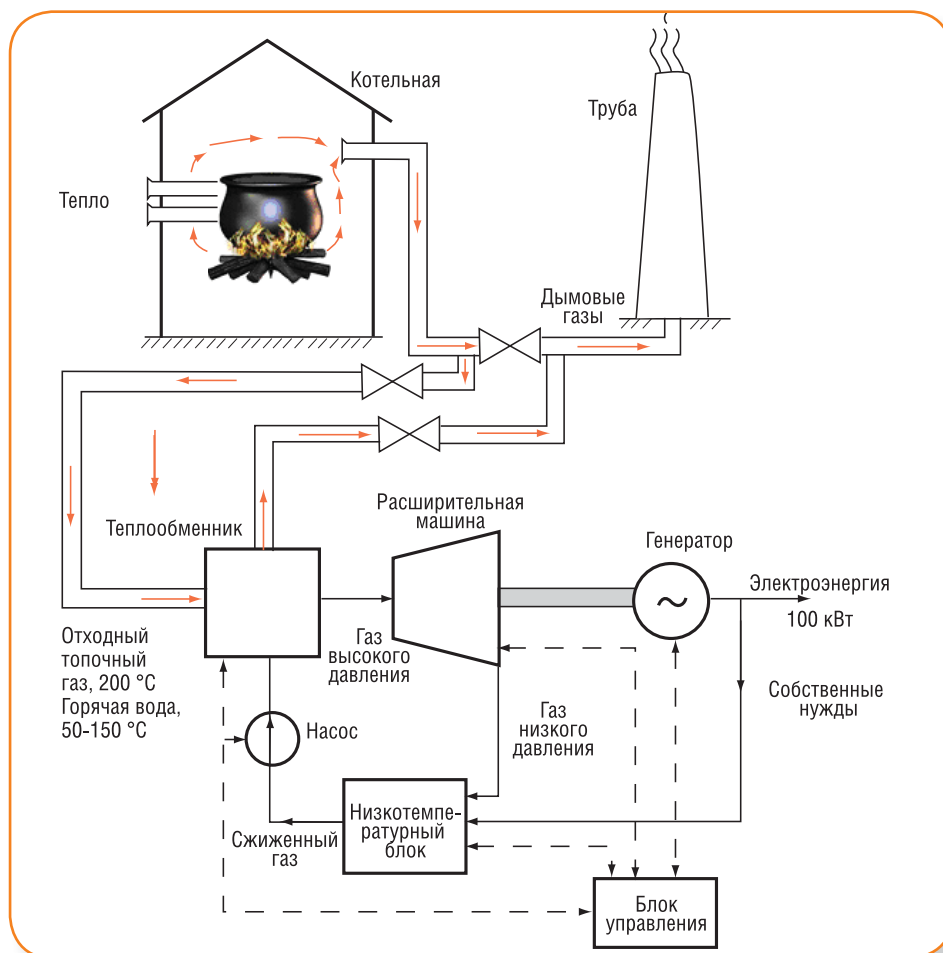 Котельная
Труба
Тепло
Дымовые
газы
Теплообменник
Расширительная
машина
Генератор
Электроэнергия
100 кВт
Отходный
топочный
газ, 200 °С
Горячая вода,
50-150 °С
Газ
высокого
давления
Собственные
нужды
Насос
Газ
низкого
давления
Низкотемпе-
ратурный
блок
Сжиженный
газ
Блок
управления